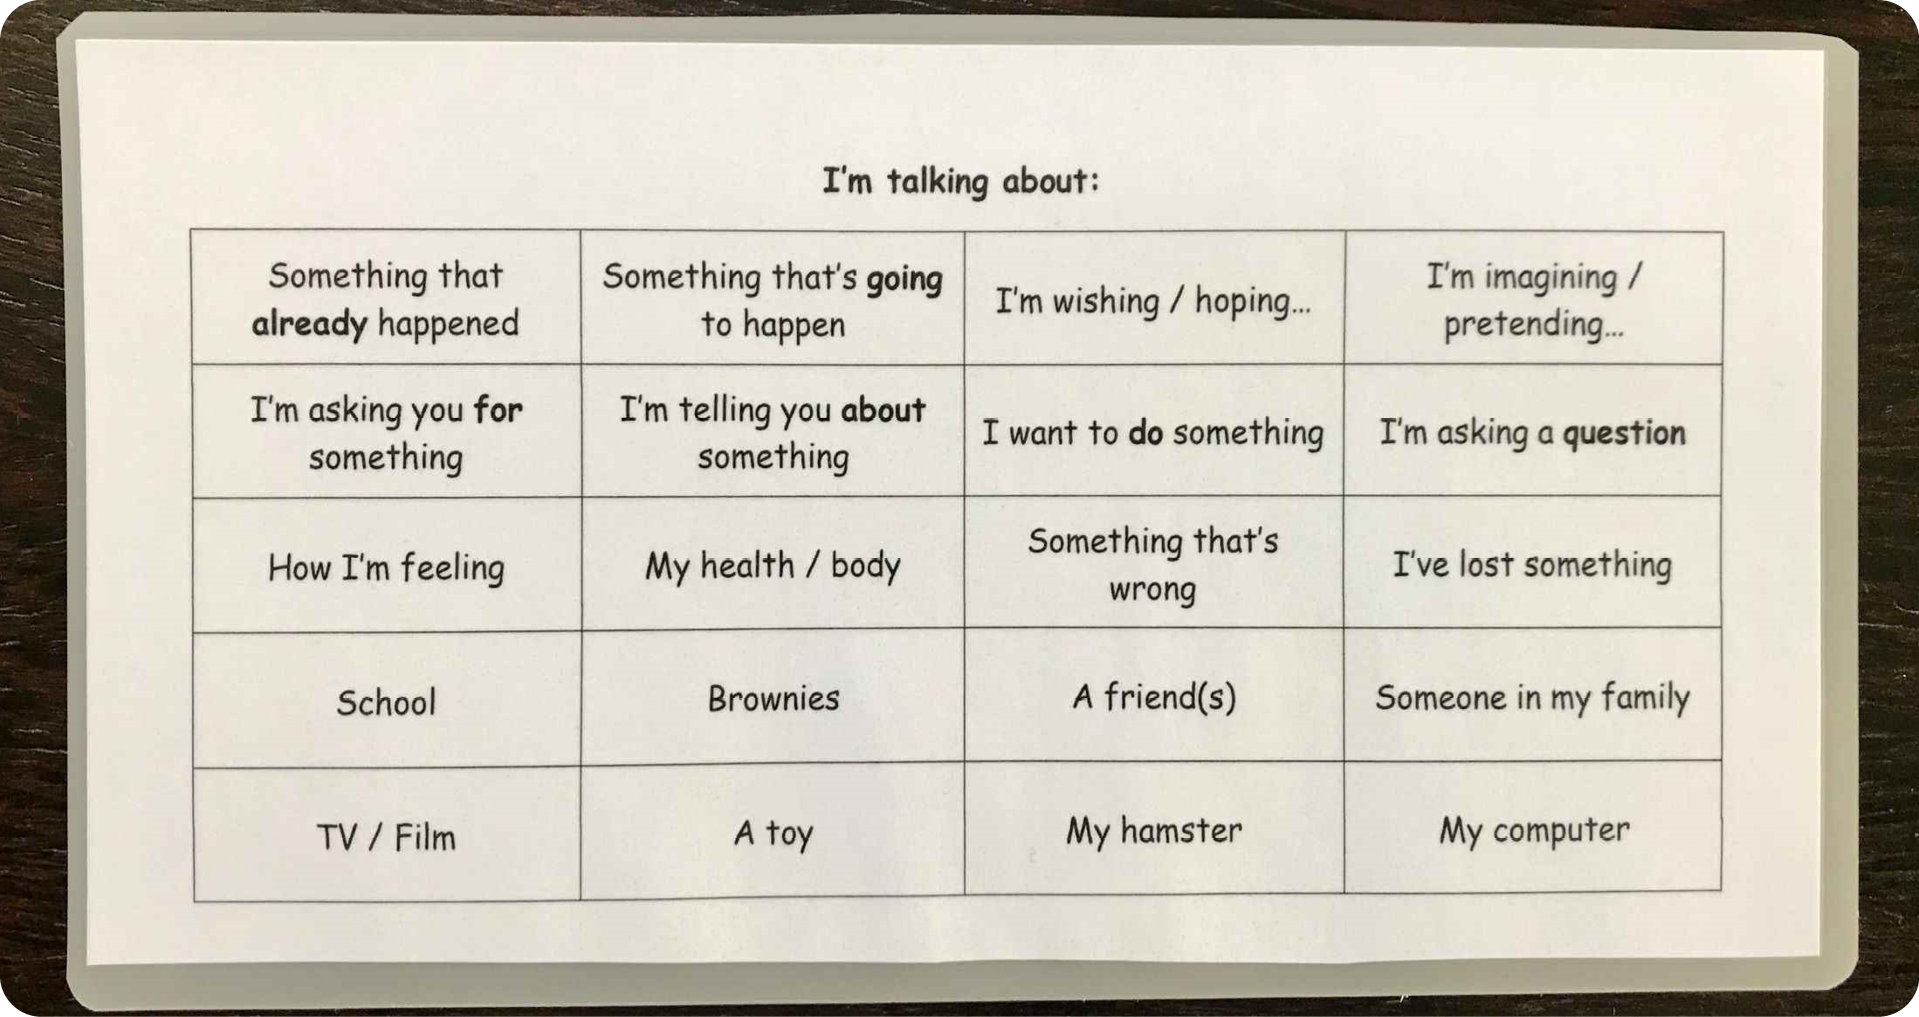 I'm talking about:
Something that
already happened
Something that's going
to happen
I'm wishing / hoping...
I'm imagining /
pretending...
I'm asking you for
something
I'm telling you about
something
I want to do something
I'm asking a question
How I'm feeling
My health / body
Something that's
wrong
I've lost something
School
Brownies
A friend(s)
Someone in my family
TV / Film
A toy
My hamster
My computer